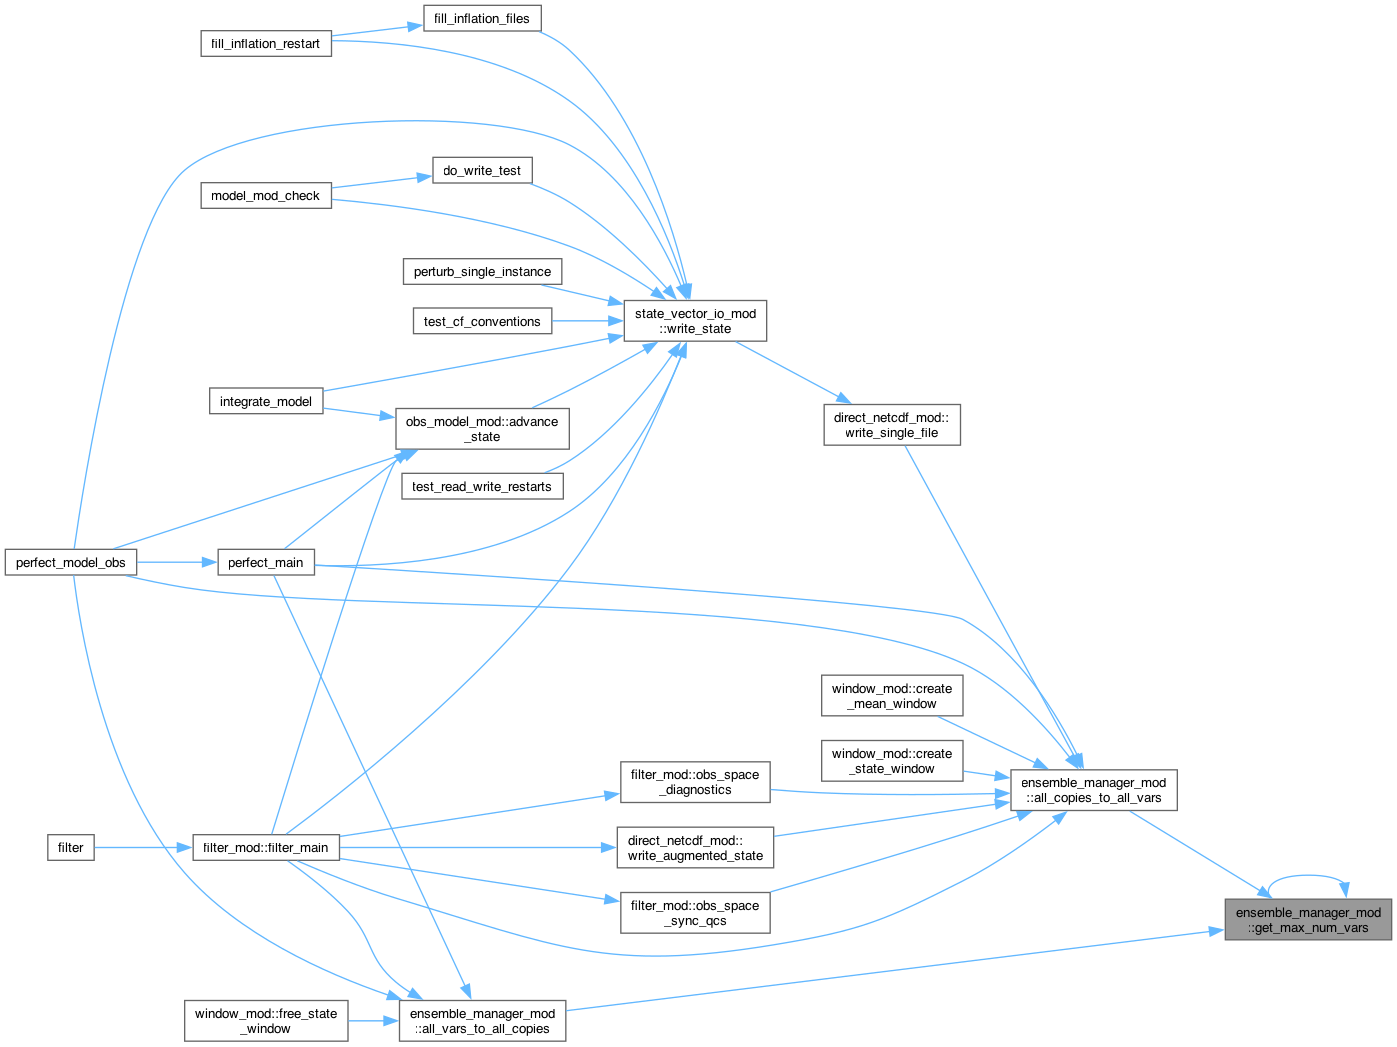 fill_inflation_files
fill_inflation_restart
do_write_test
model_mod_check
perturb_single_instance
state_vector_io_mod
::write_state
test_cf_conventions
integrate_model
obs_model_mod::advance
_state
direct_netcdf_mod::
write_single_file
test_read_write_restarts
perfect_model_obs
perfect_main
window_mod::create
_mean_window
window_mod::create
_state_window
filter_mod::obs_space
_diagnostics
ensemble_manager_mod
::all_copies_to_all_vars
filter
filter_mod::filter_main
direct_netcdf_mod::
write_augmented_state
filter_mod::obs_space
_sync_qcs
ensemble_manager_mod
::get_max_num_vars
window_mod::free_state
_window
ensemble_manager_mod
::all_vars_to_all_copies